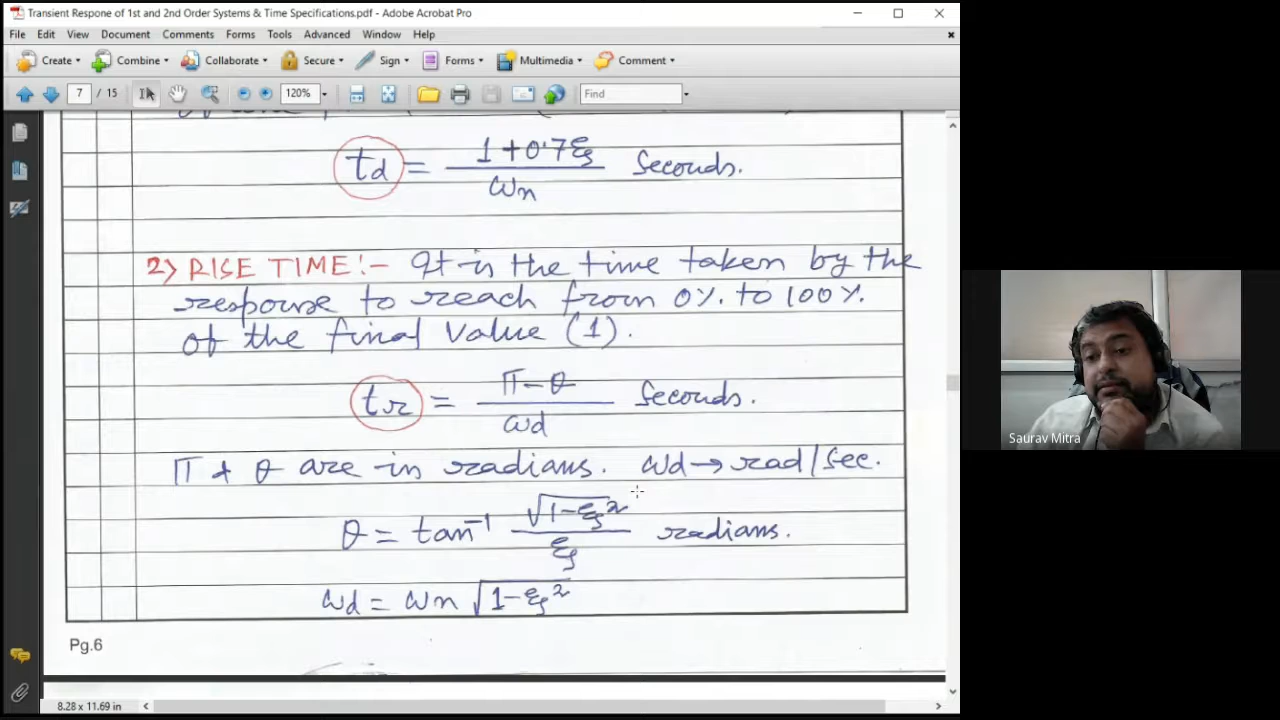 Transient Respone of 1st and 2nd Order Systems & Time Specifications.pdf - Adobe Acrobat Pro
File Edit View Document Comments Forms Tools Advanced Window Help
Create Combine Collaborate Secure Sign Forms Multimedia Comment
7 / 15 120% Find
td = 1+0.7ξ / ωn Seconds.
2) RISE TIME:- It is the time taken by the
response to reach from 0% to 100%.
of the final value (1).
tr = π-θ / ωd Seconds.
π & θ are in radians. ωd → rad/sec.
θ = tan⁻¹ √1-ξ² / ξ radians.
ωd = ωn √1-ξ²
Pg.6
8.28 x 11.69 in
Saurav Mitra